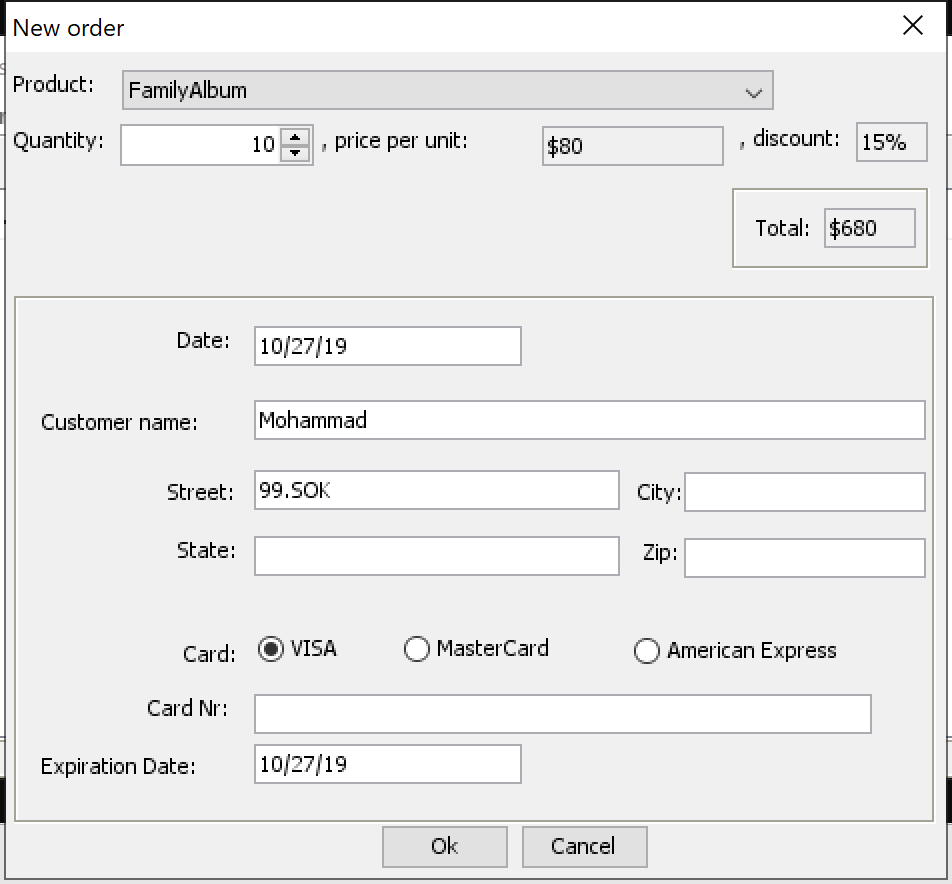 New order
Product: FamilyAlbum
Quantity: 10 , price per unit: $80 , discount: 15%
Total: $680
Date: 10/27/19
Customer name: Mohammad
Street: 99.SOK City:
State: Zip:
Card: VISA MasterCard American Express
Card Nr:
Expiration Date: 10/27/19
Ok Cancel